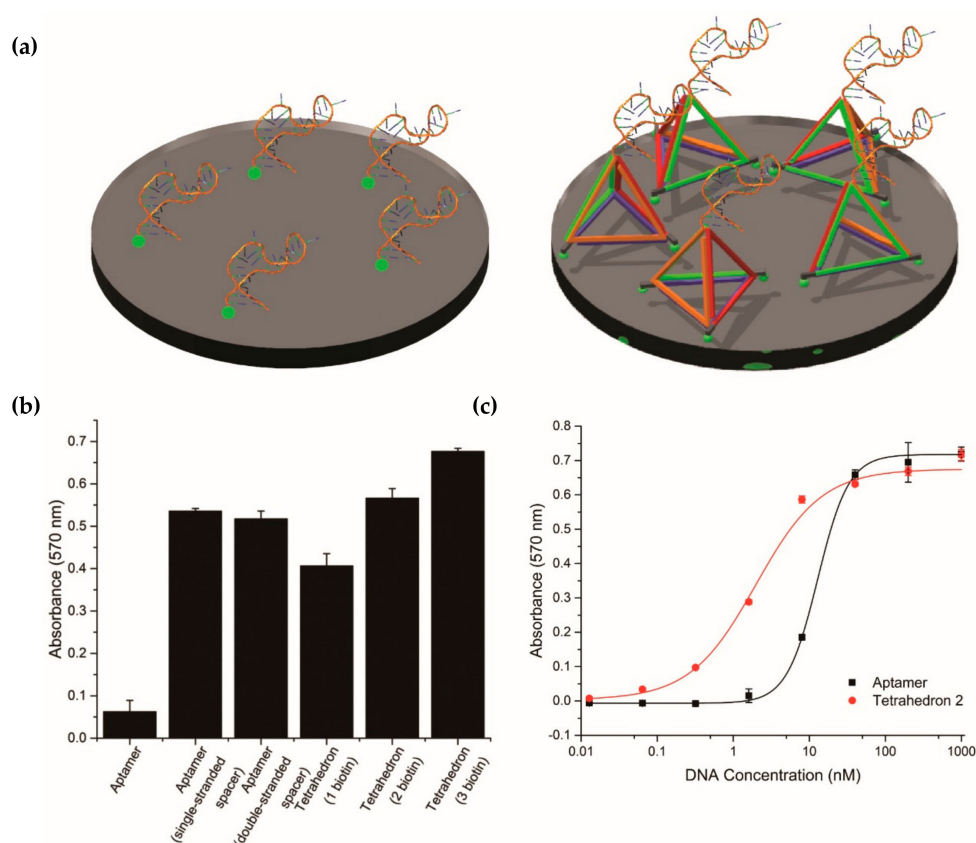 (a)
(b)
Absorbance (570 nm)
0.7
0.6
0.5
0.4
0.3
0.2
0.1
0.0
Aptamer
Aptamer
(single-stranded
spacer)
Aptamer
(double-stranded
spacer)
Tetrahedron
(1 biotin)
Tetrahedron
(2 biotin)
Tetrahedron
(3 biotin)
(c)
Absorbance (570 nm)
0.8
0.7
0.6
0.5
0.4
0.3
0.2
0.1
0.0
-0.1
Aptamer
Tetrahedron 2
0.01 0.1 1 10 100 1000
DNA Concentration (nM)